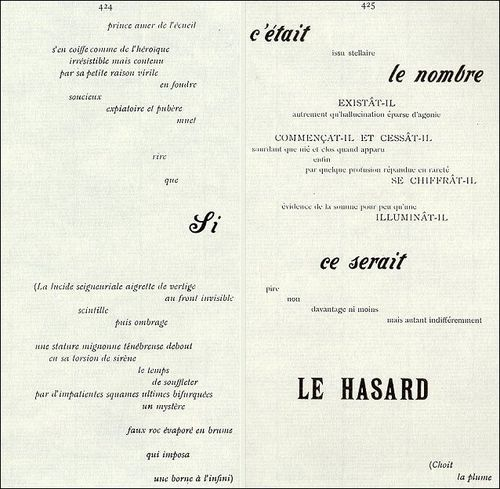 424
prince amer de l'écueil
s'en coiffe comme de l'héroïque
irrésistible mais contenu
par sa petite raison virile
en foudre
soucieux
expiatoire et pubère
muet
rire
que
Si
(La lucide seigneuriale aigrette de vertige
au front invisible
scintille
puis ombrage
une stature mignonne ténébreuse debout
en sa torsion de sirène
le temps
de souffleter
par d'impatientes squames ultimes bifurquées
un mystère
faux roc évaporé en brume
qui imposa
une borne à l'infini)
425
c'était
issu stellaire
le nombre
EXISTÂT-IL
autrement qu'hallucination éparse d'agonie
COMMENÇAT-IL ET CESSÂT-IL
sourdant que nié et clos quand apparu
enfin
par quelque profusion répandue en rareté
SE CHIFFRÂT-IL
évidence de la somme pour peu qu'une
ILLUMINÂT-IL
ce serait
pire
non
davantage ni moins
mais autant indifféremment
LE HASARD
(Choit
la plume